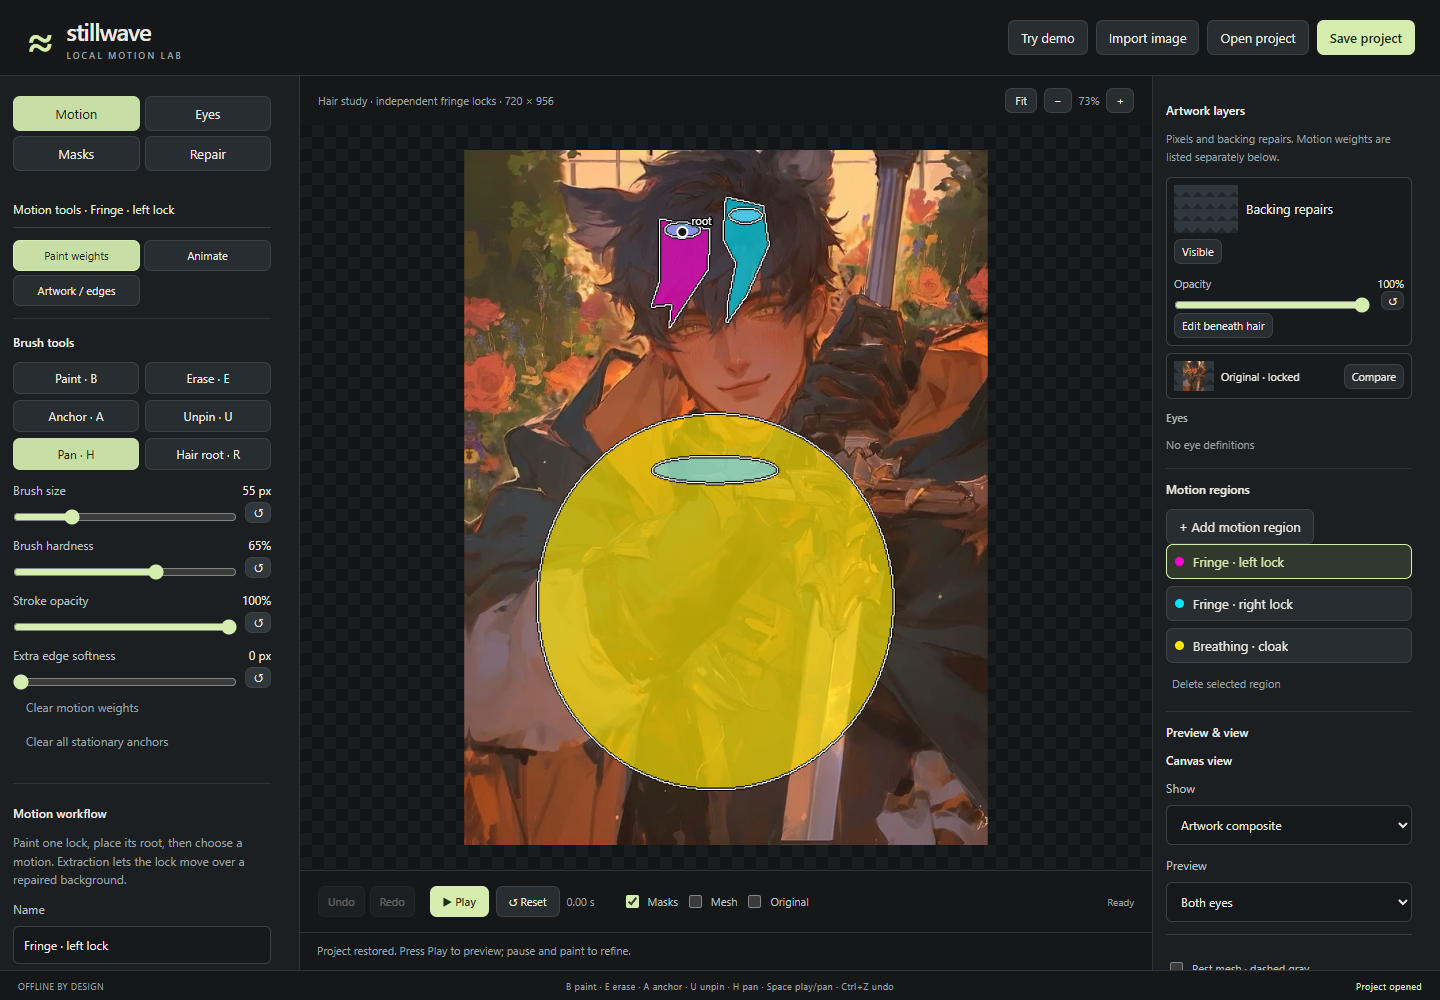 stillwave
LOCAL MOTION LAB
Try demo
Import image
Open project
Save project
Motion
Eyes
Masks
Repair
Motion tools · Fringe · left lock
Paint weights
Animate
Artwork / edges
Brush tools
Paint · B
Erase · E
Anchor · A
Unpin · U
Pan · H
Hair root · R
Brush size
55 px
Brush hardness
65%
Stroke opacity
100%
Extra edge softness
0 px
Clear motion weights
Clear all stationary anchors
Motion workflow
Paint one lock, place its root, then choose a
motion. Extraction lets the lock move over a
repaired background.
Name
Fringe · left lock
Hair study · independent fringe locks · 720 × 956
Fit
−
73%
+
root
Undo
Redo
▶ Play
↺ Reset
0.00 s
Masks
Mesh
Original
Ready
Project restored. Press Play to preview; pause and paint to refine.
Artwork layers
Pixels and backing repairs. Motion weights are
listed separately below.
Backing repairs
Visible
Opacity
100%
Edit beneath hair
Original · locked
Compare
Eyes
No eye definitions
Motion regions
+ Add motion region
Fringe · left lock
Fringe · right lock
Breathing · cloak
Delete selected region
Preview & view
Canvas view
Show
Artwork composite
Preview
Both eyes
Rest mesh · dashed gray
OFFLINE BY DESIGN
B paint · E erase · A anchor · U unpin · H pan · Space play/pan · Ctrl+Z undo
Project opened